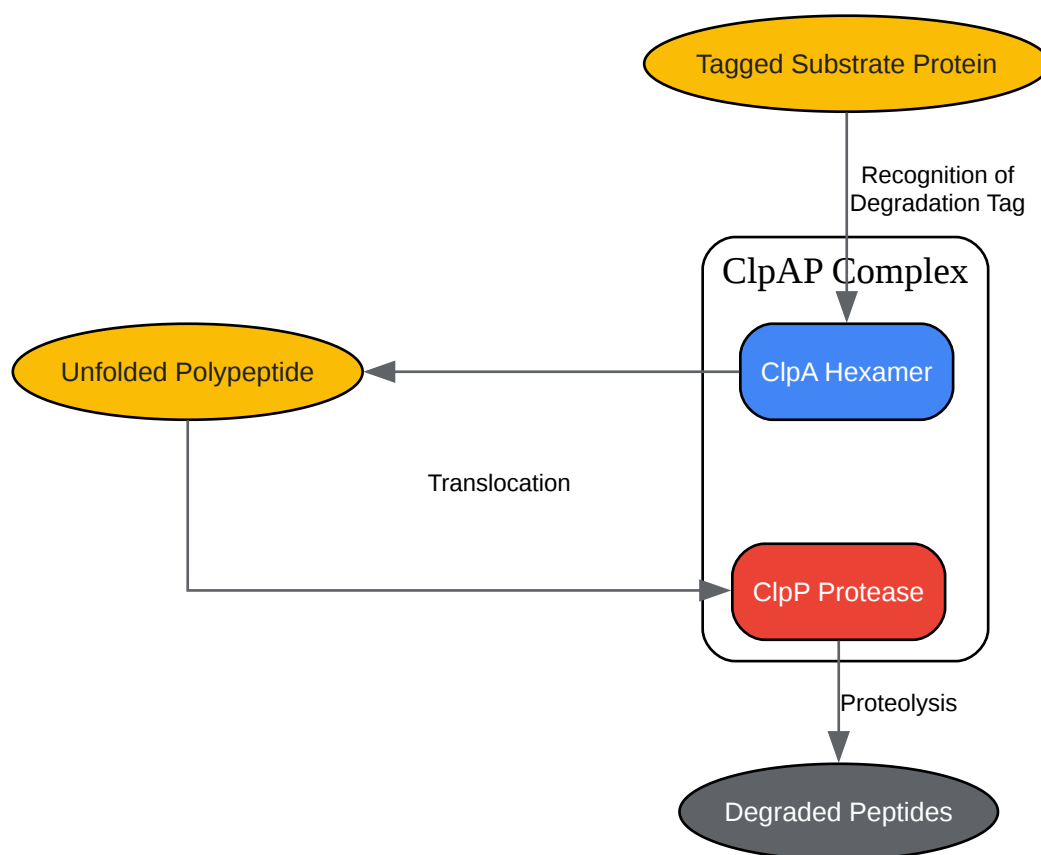 Tagged Substrate Protein
Recognition of
Degradation Tag
ClpAP Complex
Unfolded Polypeptide
ClpA Hexamer
Translocation
ClpP Protease
Proteolysis
Degraded Peptides